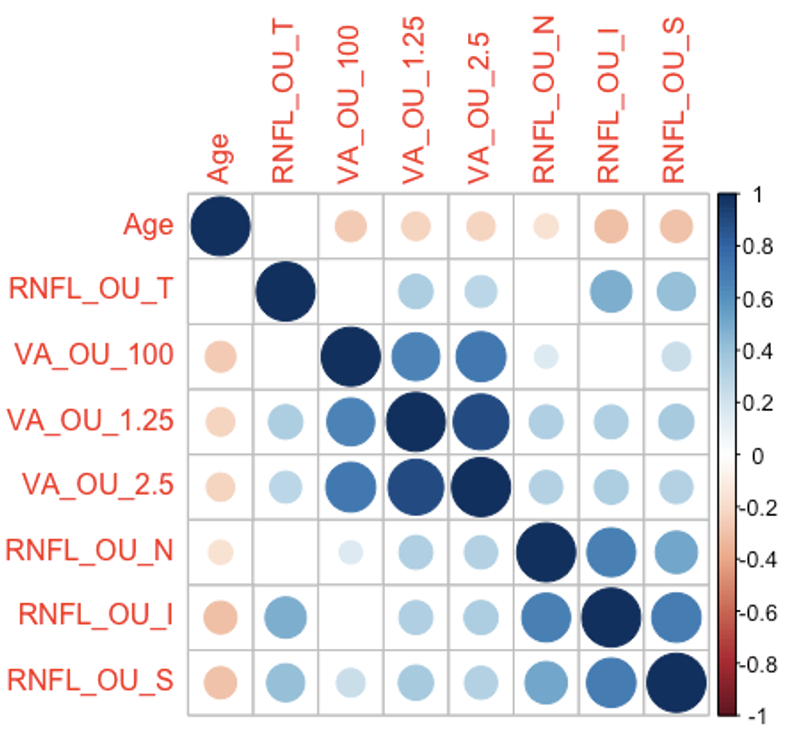 Age
RNFL_OU_T
VA_OU_100
VA_OU_1.25
VA_OU_2.5
RNFL_OU_N
RNFL_OU_I
RNFL_OU_S
Age
RNFL_OU_T
VA_OU_100
VA_OU_1.25
VA_OU_2.5
RNFL_OU_N
RNFL_OU_I
RNFL_OU_S
1
0.8
0.6
0.4
0.2
0
-0.2
-0.4
-0.6
-0.8
-1